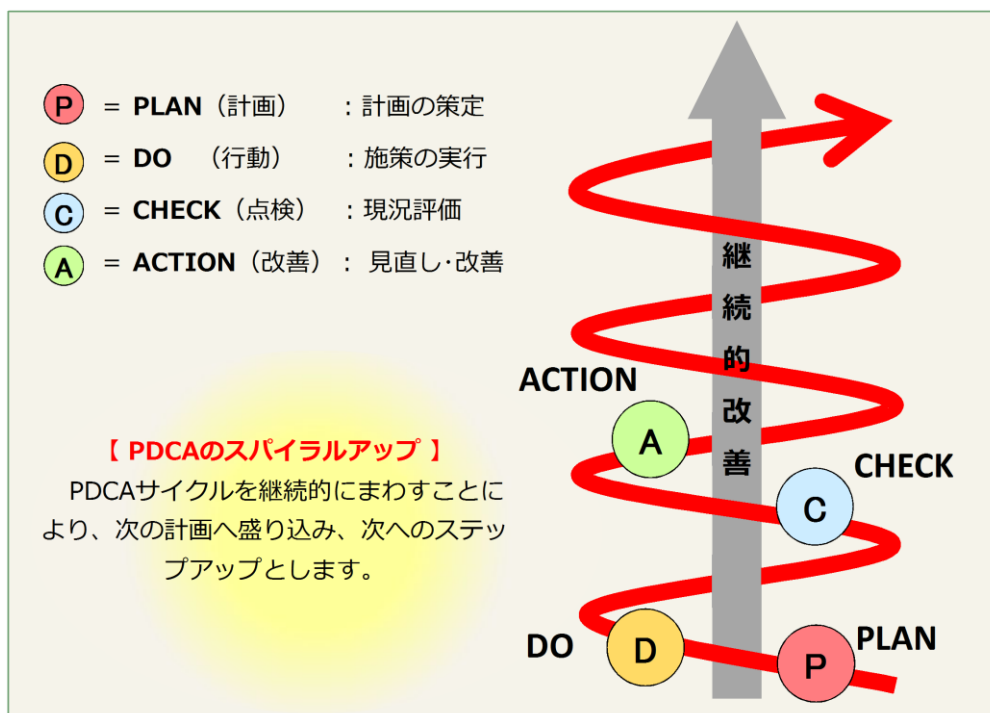 P = PLAN（計画） ：計画の策定
D = DO （行動） ：施策の実行
C = CHECK（点検） ：現況評価
A = ACTION（改善）： 見直し･改善
【 PDCAのスパイラルアップ 】
PDCAサイクルを継続的にまわすことに
より、次の計画へ盛り込み、次へのステッ
プアップとします。
継続的改善
ACTION
A
CHECK
C
DO
D
PLAN
P